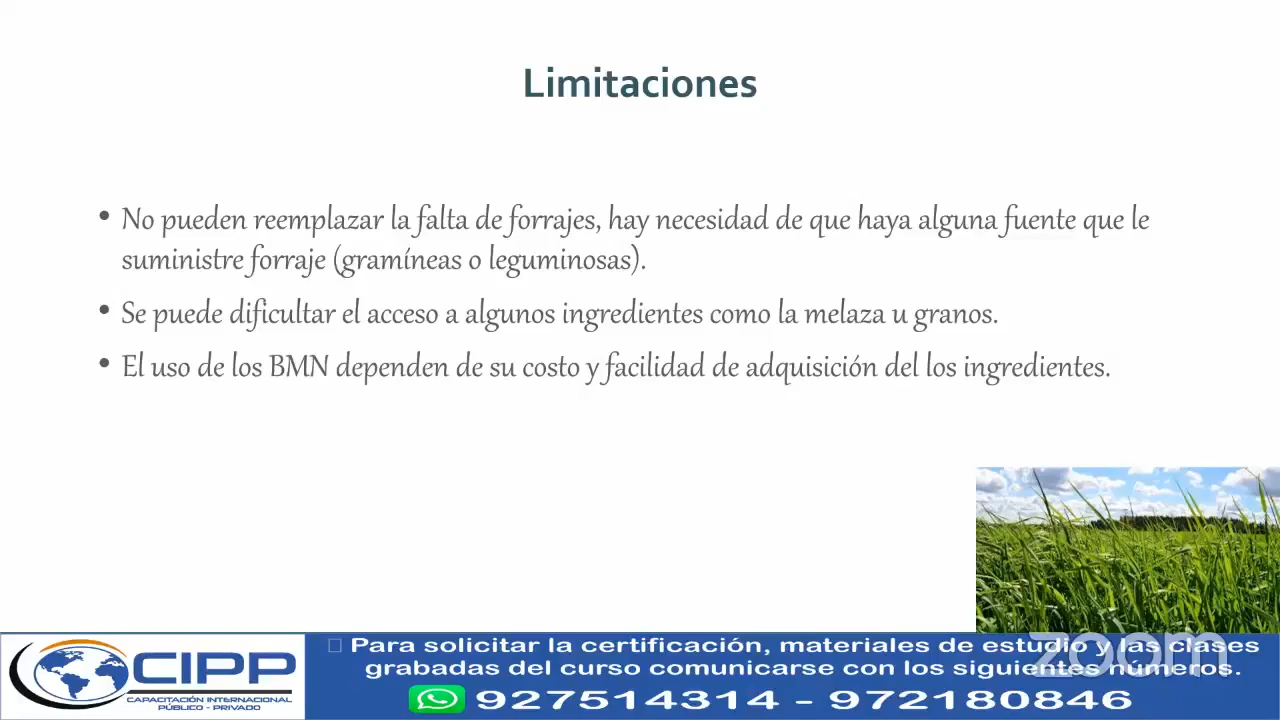 Limitaciones
• No pueden reemplazar la falta de forrajes, hay necesidad de que haya alguna fuente que le
suministre forraje (gramíneas o leguminosas).
• Se puede dificultar el acceso a algunos ingredientes como la melaza u granos.
• El uso de los BMN dependen de su costo y facilidad de adquisición del los ingredientes.
zoom
CIPP
CAPACITACIÓN INTERNACIONAL
PÚBLICO - PRIVADO
Para solicitar la certificación, materiales de estudio y las clases
grabadas del curso comunicarse con los siguientes números.
927514314 - 972180846